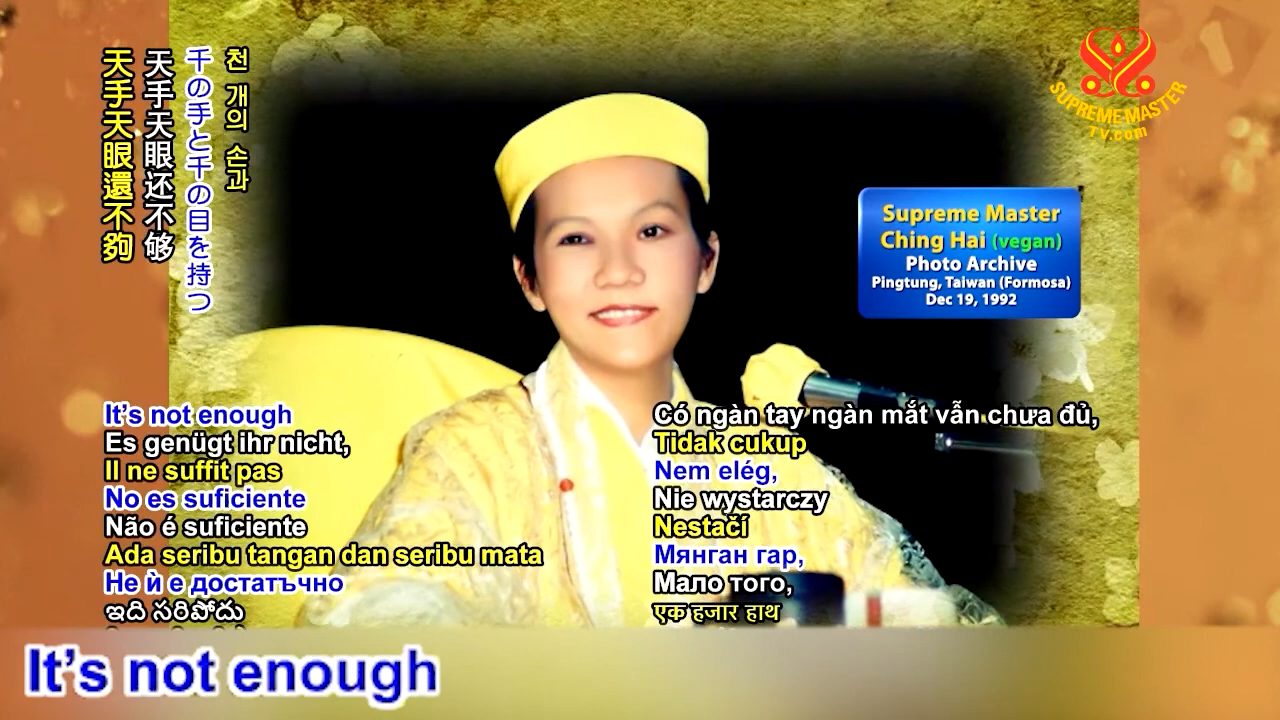 천 개의 손과
千の手と千の目を持つ
天手天眼还不够
天手天眼還不夠
SUPREME MASTER
TV.com
Supreme Master
Ching Hai (vegan)
Photo Archive
Pingtung, Taiwan (Formosa)
Dec 19, 1992
It's not enough
Es genügt ihr nicht,
Il ne suffit pas
No es suficiente
Não é suficiente
Ada seribu tangan dan seribu mata
Не ѝ е достатъчно
ఇది సరిపోదు
Có ngàn tay ngàn mắt vẫn chưa đủ,
Tidak cukup
Nem elég,
Nie wystarczy
Nestačí
Мянган гар,
Мало того,
एक हजार हाथ
It's not enough